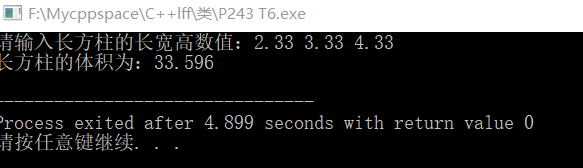 F:\Mycppspace\C++lff\类\P243 T6.exe
请输入长方柱的长宽高数值：2.33 3.33 4.33
长方柱的体积为：33.596
--------------------------------
Process exited after 4.899 seconds with return value 0
请按任意键继续. . .